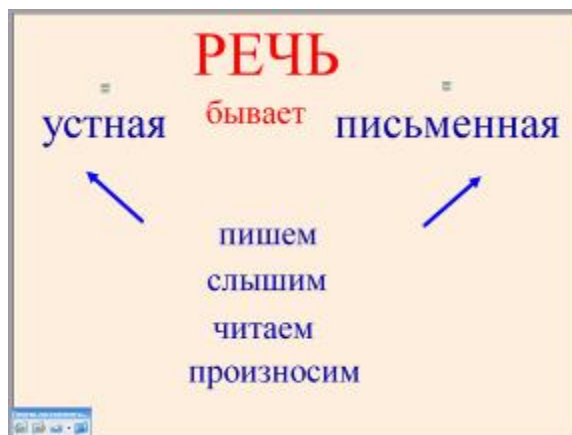 РЕЧЬ
устная бывает письменная
пишем
слышим
читаем
произносим